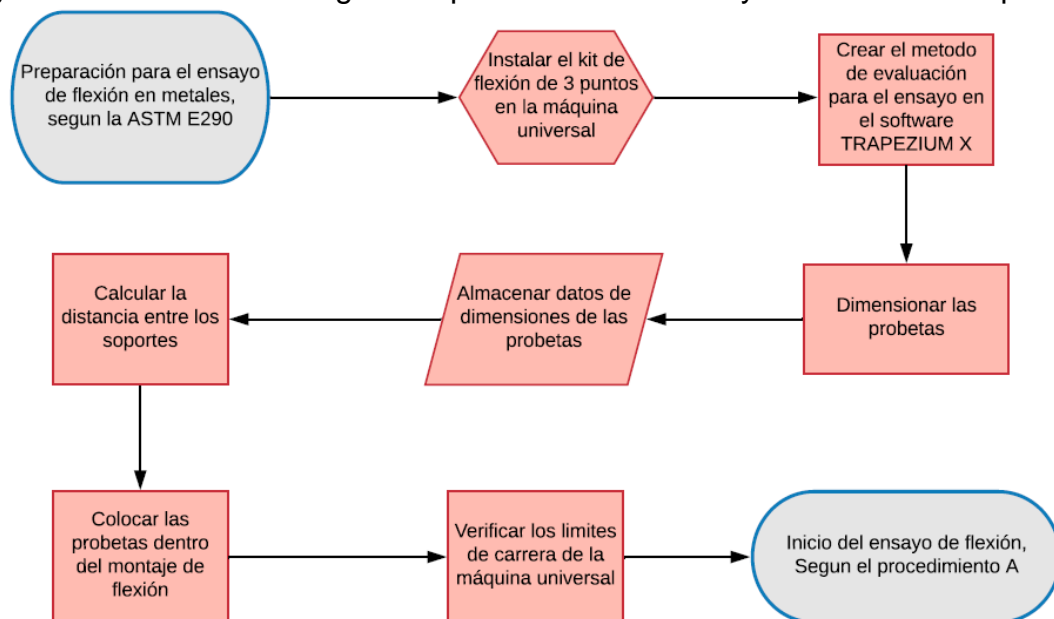 Preparación para el ensayo
de flexión en metales,
segun la ASTM E290
Instalar el kit de
flexión de 3 puntos
en la máquina
universal
Crear el metodo
de evaluación
para el ensayo en
el software
TRAPEZIUM X
Dimensionar las
probetas
Almacenar datos de
dimensiones de las
probetas
Calcular la
distancia entre los
soportes
Colocar las
probetas dentro
del montaje de
flexión
Verificar los limites
de carrera de la
máquina universal
Inicio del ensayo de flexión,
Segun el procedimiento A